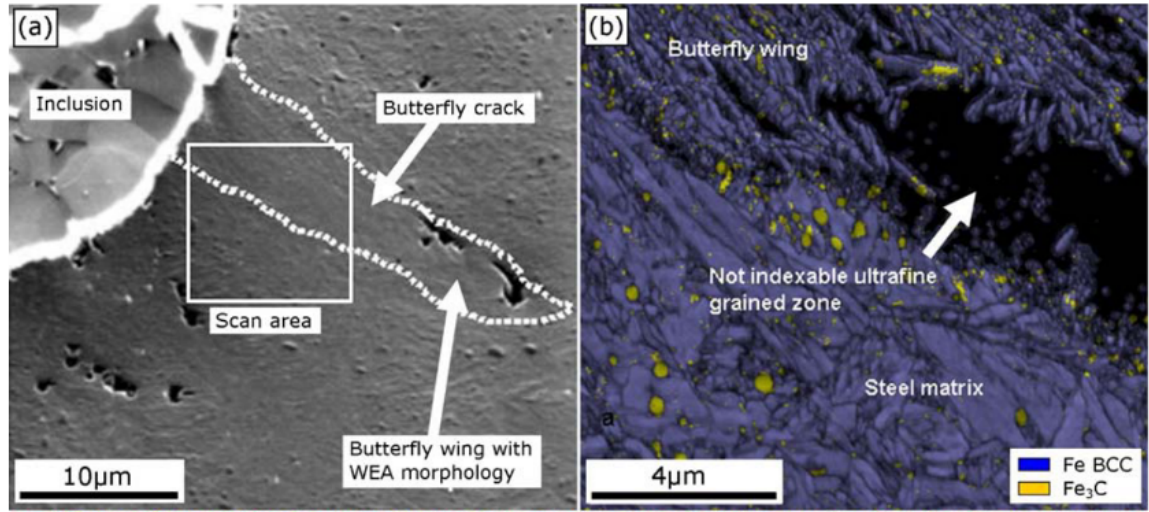 (a)
Inclusion
Butterfly crack
Scan area
Butterfly wing with
WEA morphology
10µm
(b)
Butterfly wing
Not indexable ultrafine
grained zone
Steel matrix
a
4µm
Fe BCC
Fe₃C